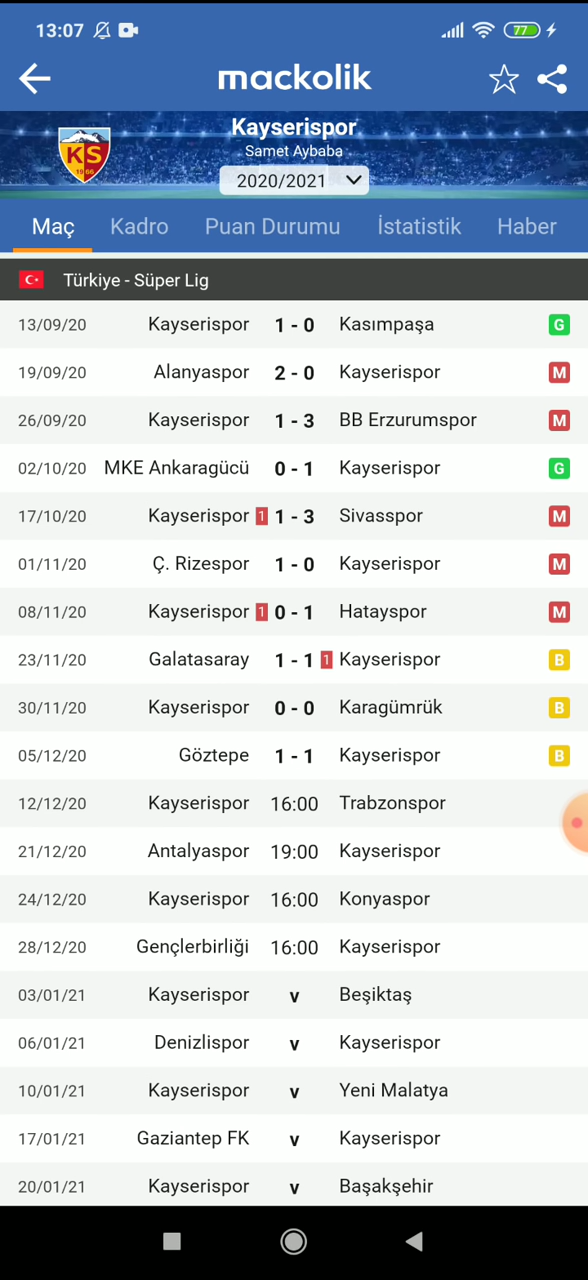 13:07 77
mackolik
Kayserispor
Samet Aybaba
KS
1966
2020/2021
Maç Kadro Puan Durumu İstatistik Haber
Türkiye - Süper Lig
13/09/20 Kayserispor 1 - 0 Kasımpaşa G
19/09/20 Alanyaspor 2 - 0 Kayserispor M
26/09/20 Kayserispor 1 - 3 BB Erzurumspor M
02/10/20 MKE Ankaragücü 0 - 1 Kayserispor G
17/10/20 Kayserispor 1 1 - 3 Sivasspor M
01/11/20 Ç. Rizespor 1 - 0 Kayserispor M
08/11/20 Kayserispor 1 0 - 1 Hatayspor M
23/11/20 Galatasaray 1 - 1 1 Kayserispor B
30/11/20 Kayserispor 0 - 0 Karagümrük B
05/12/20 Göztepe 1 - 1 Kayserispor B
12/12/20 Kayserispor 16:00 Trabzonspor
21/12/20 Antalyaspor 19:00 Kayserispor
24/12/20 Kayserispor 16:00 Konyaspor
28/12/20 Gençlerbirliği 16:00 Kayserispor
03/01/21 Kayserispor v Beşiktaş
06/01/21 Denizlispor v Kayserispor
10/01/21 Kayserispor v Yeni Malatya
17/01/21 Gaziantep FK v Kayserispor
20/01/21 Kayserispor v Başakşehir